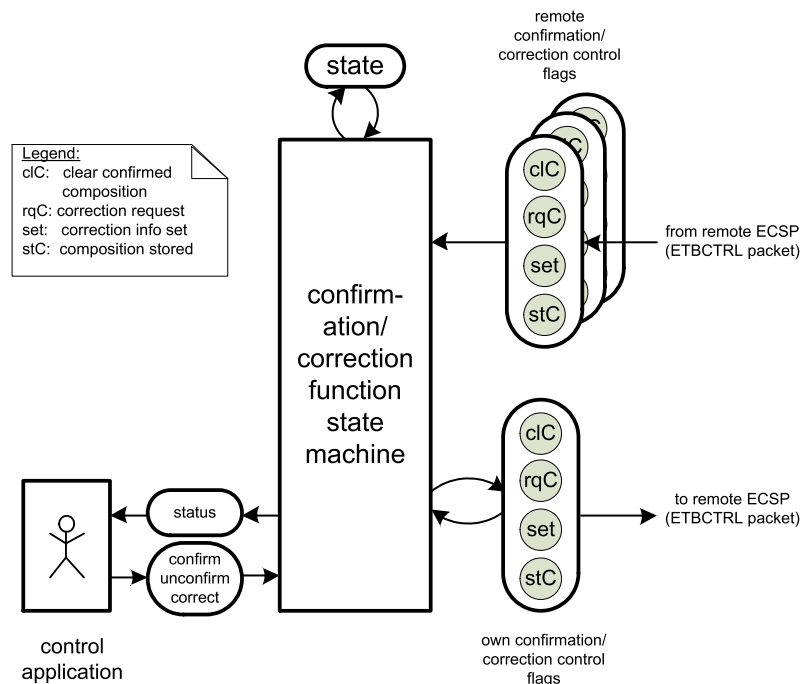 remote
confirmation/
correction control
flags
state
Legend:
clC: clear confirmed
composition
rqC: correction request
set: correction info set
stC: composition stored
clC
rqC
set
stC
C
from remote ECSP
(ETBCTRL packet)
confirm-
ation/
correction
function
state
machine
clC
rqC
set
stC
to remote ECSP
(ETBCTRL packet)
status
confirm
unconfirm
correct
control
application
own confirmation/
correction control
flags